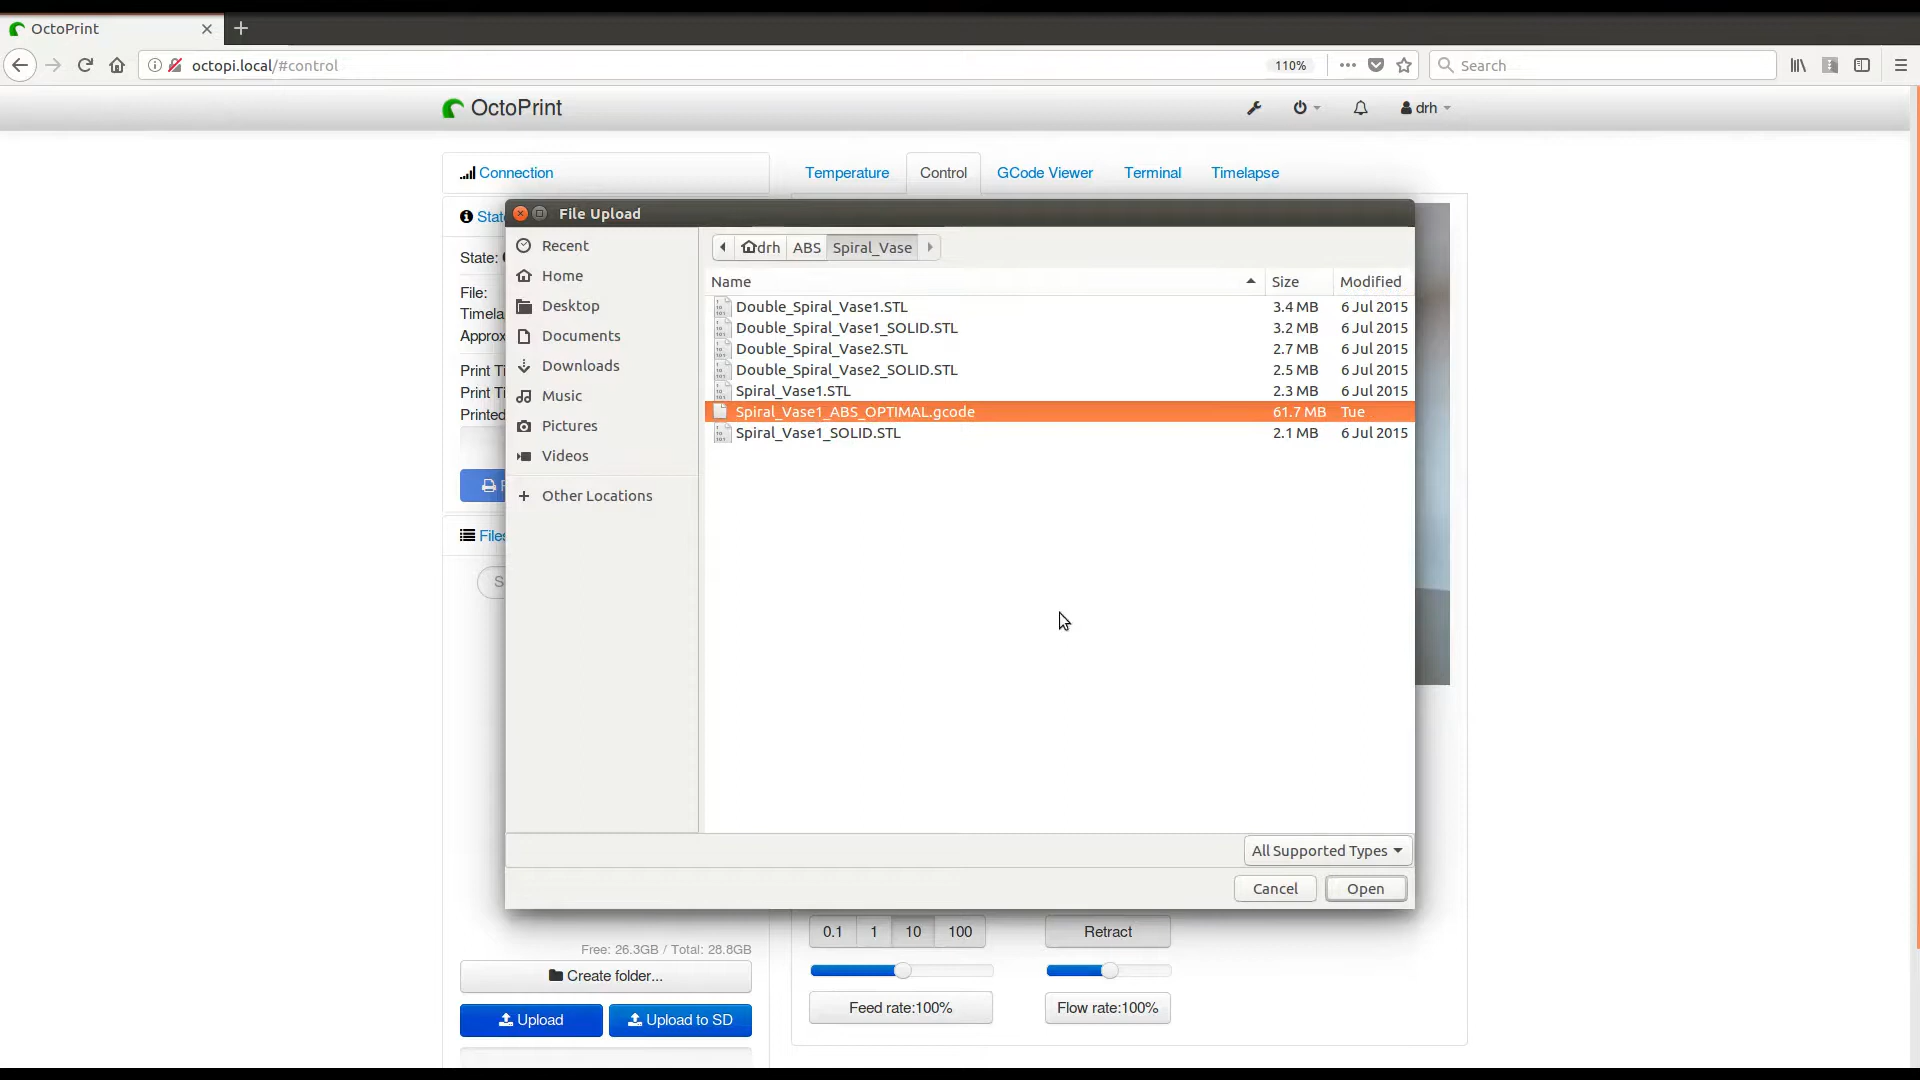 OctoPrint
octopi.local/#control
110%
Search
OctoPrint
drh
Connection
Temperature
Control
GCode Viewer
Terminal
Timelapse
File Upload
State:
File:
Print
Files
Recent
Home
Desktop
Documents
Downloads
Music
Pictures
Videos
Other Locations
drh
ABS
Spiral_Vase
Name Size Modified
Double_Spiral_Vase1.STL 3.4 MB 6 Jul 2015
Double_Spiral_Vase1_SOLID.STL 3.2 MB 6 Jul 2015
Double_Spiral_Vase2.STL 2.7 MB 6 Jul 2015
Double_Spiral_Vase2_SOLID.STL 2.5 MB 6 Jul 2015
Spiral_Vase1.STL 2.3 MB 6 Jul 2015
Spiral_Vase1_ABS_OPTIMAL.gcode 61.7 MB Tue
Spiral_Vase1_SOLID.STL 2.1 MB 6 Jul 2015
All Supported Types
Cancel
Open
0.1 1 10 100
Retract
Free: 26.3GB / Total: 28.8GB
Create folder...
Feed rate:100%
Flow rate:100%
Upload
Upload to SD